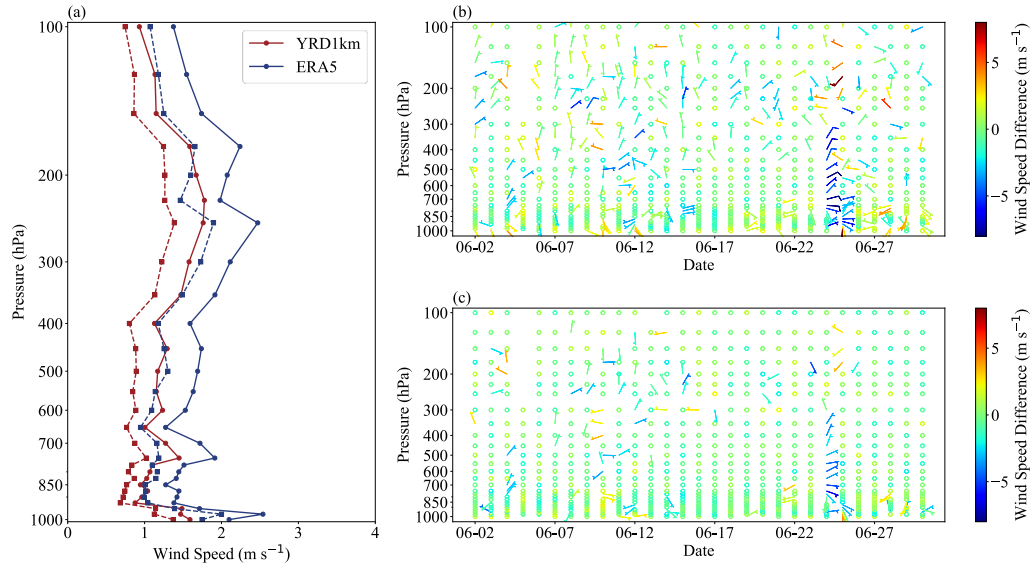 (a)
100
200
300
400
500
600
700
850
1000
Pressure (hPa)
YRD1km
ERA5
0 1 2 3 4
Wind Speed (m s⁻¹)
(b)
100
200
300
400
500
600
700
850
1000
Pressure (hPa)
06-02 06-07 06-12 06-17 06-22 06-27
Date
5
0
−5
Wind Speed Difference (m s⁻¹)
(c)
100
200
300
400
500
600
700
850
1000
Pressure (hPa)
06-02 06-07 06-12 06-17 06-22 06-27
Date
5
0
−5
Wind Speed Difference (m s⁻¹)